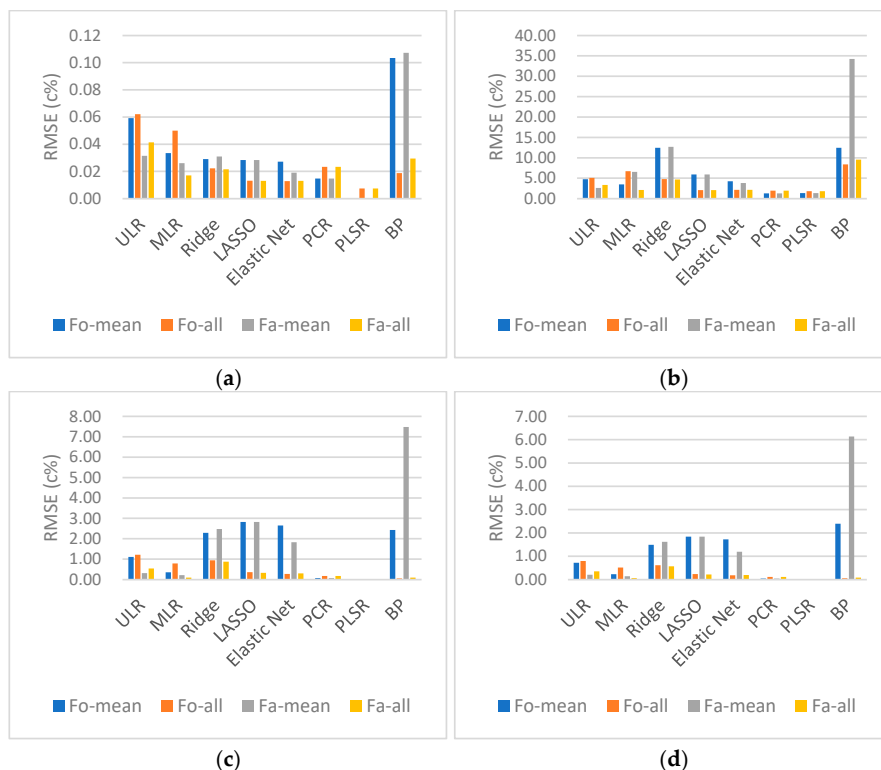 RMSE (c%)
0.12
0.10
0.08
0.06
0.04
0.02
0.00
ULR
MLR
Ridge
LASSO
Elastic Net
PCR
PLSR
BP
Fo-mean
Fo-all
Fa-mean
Fa-all
(a)
RMSE (c%)
40.00
35.00
30.00
25.00
20.00
15.00
10.00
5.00
0.00
ULR
MLR
Ridge
LASSO
Elastic Net
PCR
PLSR
BP
Fo-mean
Fo-all
Fa-mean
Fa-all
(b)
RMSE (c%)
8.00
7.00
6.00
5.00
4.00
3.00
2.00
1.00
0.00
ULR
MLR
Ridge
LASSO
Elastic Net
PCR
PLSR
BP
Fo-mean
Fo-all
Fa-mean
Fa-all
(c)
RMSE (c%)
7.00
6.00
5.00
4.00
3.00
2.00
1.00
0.00
ULR
MLR
Ridge
LASSO
Elastic Net
PCR
PLSR
BP
Fo-mean
Fo-all
Fa-mean
Fa-all
(d)